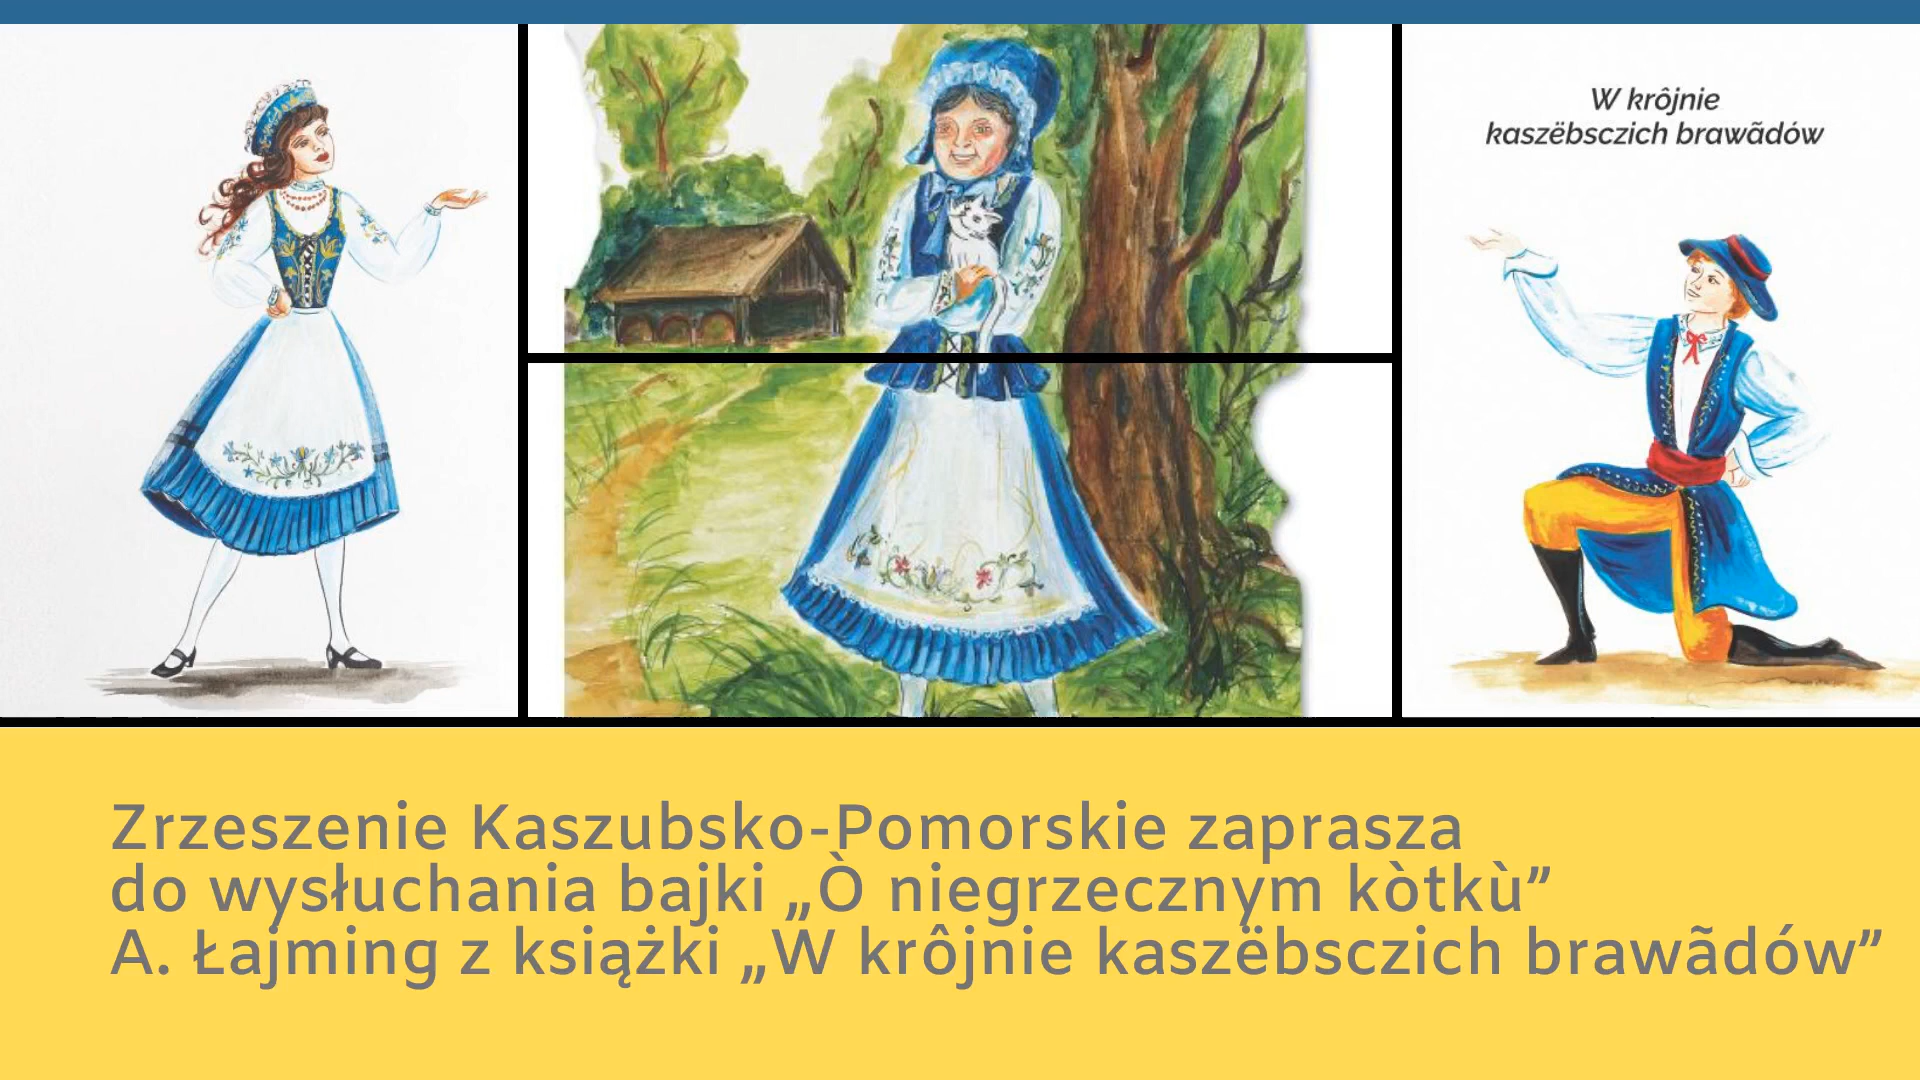 W krôjnie
kaszëbsczich brawãdów
Zrzeszenie Kaszubsko-Pomorskie zaprasza
do wysłuchania bajki „Ò niegrzecznym kòtkù”
A. Łajming z książki „W krôjnie kaszëbsczich brawãdów”